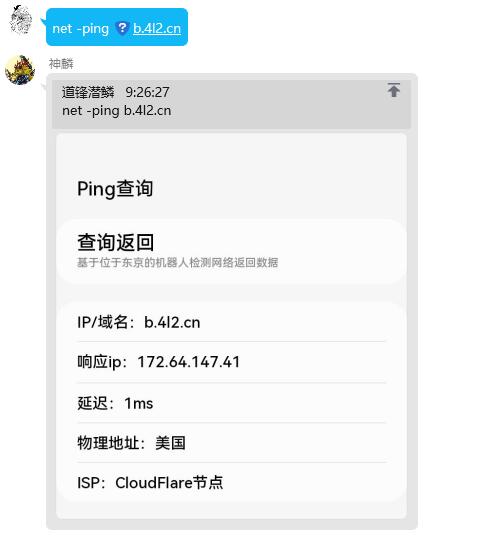 net -ping b.4l2.cn
神麟
道锋潜鳞 9:26:27
net -ping b.4l2.cn
Ping查询
查询返回
基于位于东京的机器人检测网络返回数据
IP/域名：b.4l2.cn
响应ip：172.64.147.41
延迟：1ms
物理地址：美国
ISP：CloudFlare节点